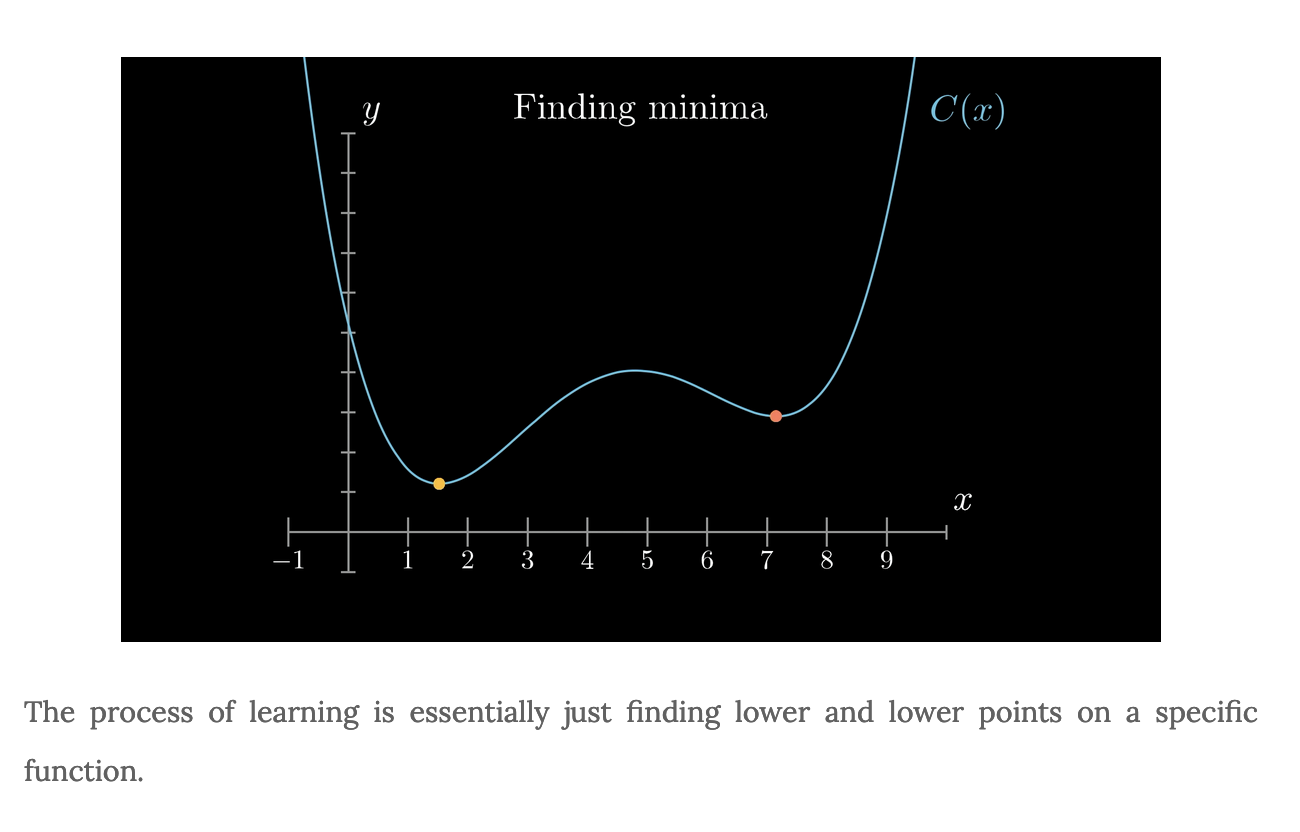 y
Finding minima
C(x)
x
−1 1 2 3 4 5 6 7 8 9
The process of learning is essentially just finding lower and lower points on a specific
function.